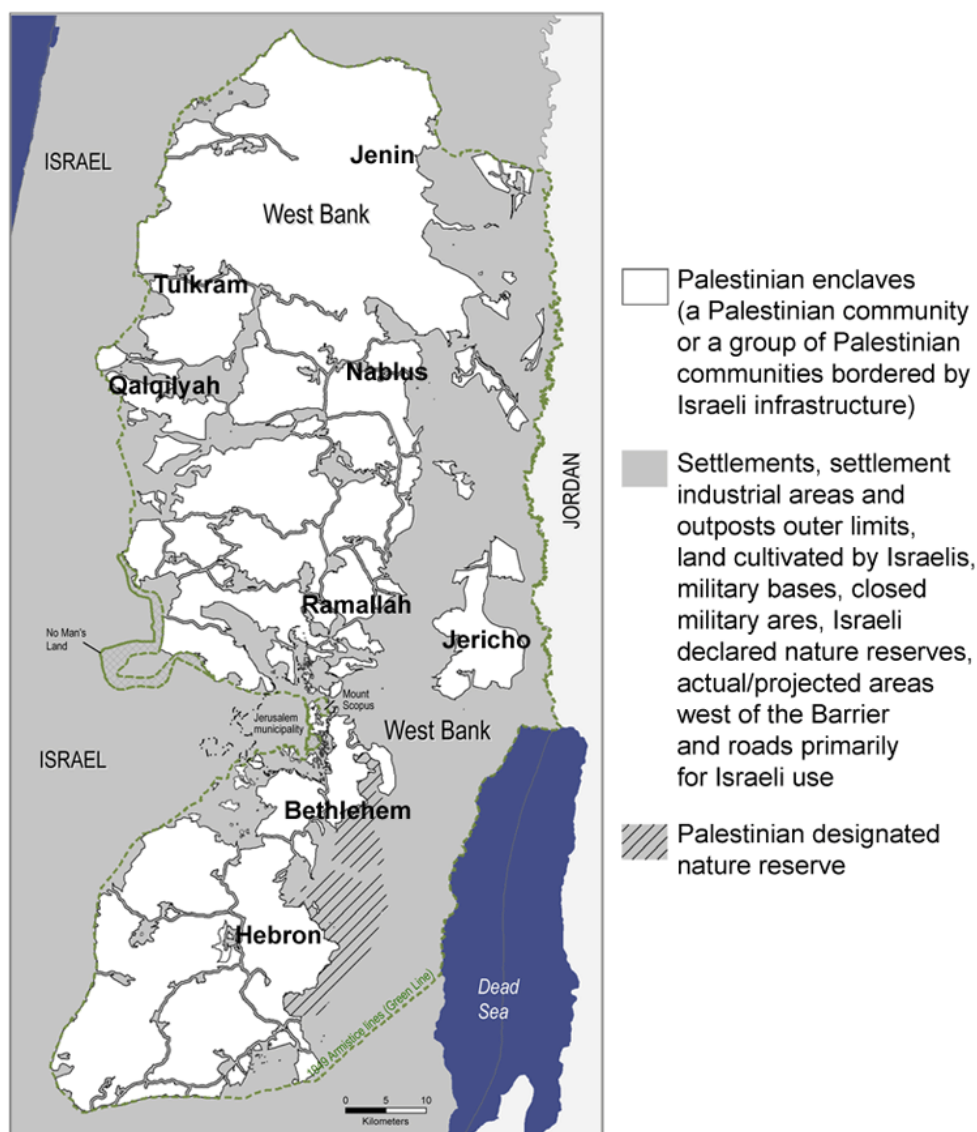 ISRAEL
Jenin
West Bank
Tulkram
Nablus
Qalqilyah
JORDAN
Ramallah
Jericho
No Man's
Land
Mount
Scopus
Jerusalem
municipality
West Bank
ISRAEL
Bethlehem
Hebron
1949 Armistice lines (Green Line)
Dead
Sea
0 5 10
Kilometers
Palestinian enclaves
(a Palestinian community
or a group of Palestinian
communities bordered by
Israeli infrastructure)
Settlements, settlement
industrial areas and
outposts outer limits,
land cultivated by Israelis,
military bases, closed
military ares, Israeli
declared nature reserves,
actual/projected areas
west of the Barrier
and roads primarily
for Israeli use
Palestinian designated
nature reserve